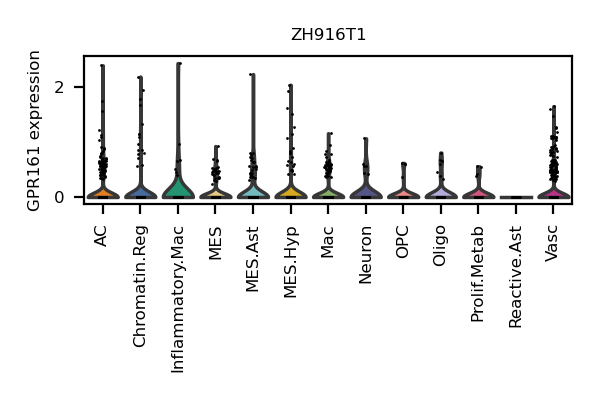 ZH916T1
GPR161 expression
2
0
AC
Chromatin.Reg
Inflammatory.Mac
MES
MES.Ast
MES.Hyp
Mac
Neuron
OPC
Oligo
Prolif.Metab
Reactive.Ast
Vasc